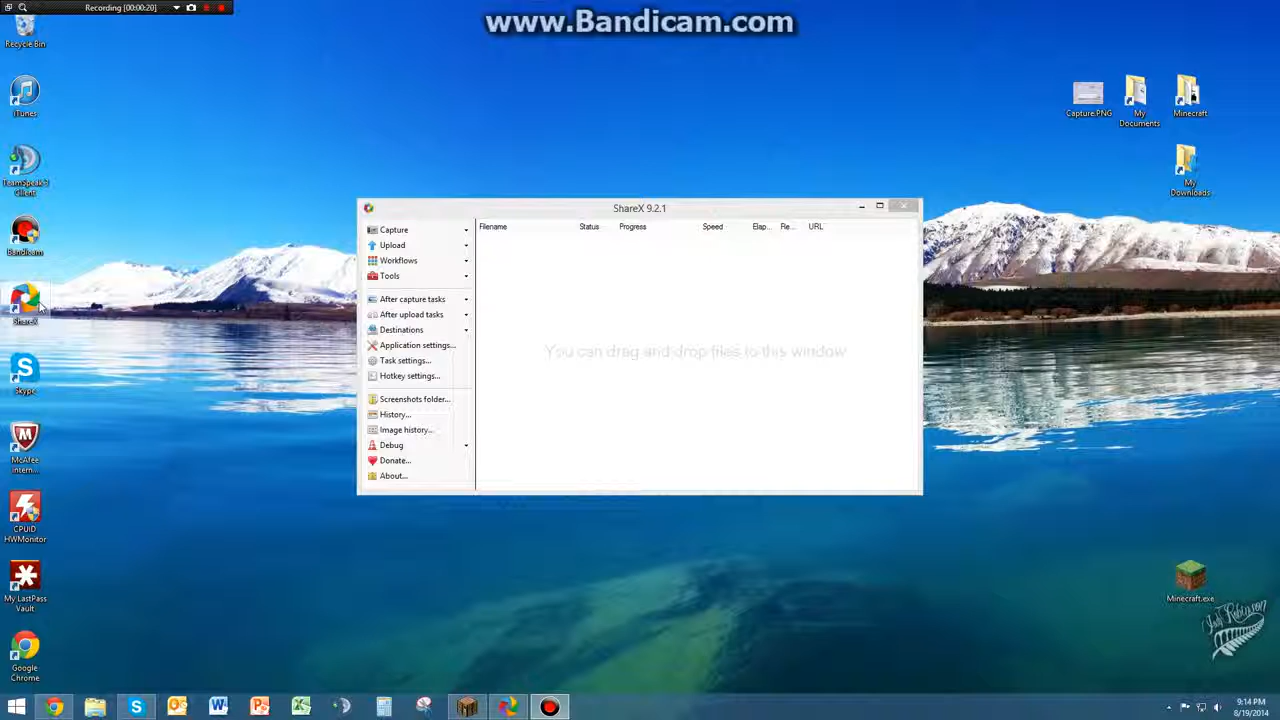 Recording [00:00:20]
www.Bandicam.com
Recycle Bin
iTunes
TeamSpeak 3
Client
Bandicam
ShareX
Skype
McAfee
Intern...
CPUID
HWMonitor
My LastPass
Vault
Google
Chrome
Capture.PNG
My
Documents
Minecraft
My
Downloads
Minecraft.exe
ShareX 9.2.1
Capture
Upload
Workflows
Tools
After capture tasks
After upload tasks
Destinations
Application settings...
Task settings...
Hotkey settings...
Screenshots folder...
History...
Image history...
Debug
Donate...
About...
Filename Status Progress Speed Elap... Re... URL
You can drag and drop files to this window
9:14 PM
8/19/2014